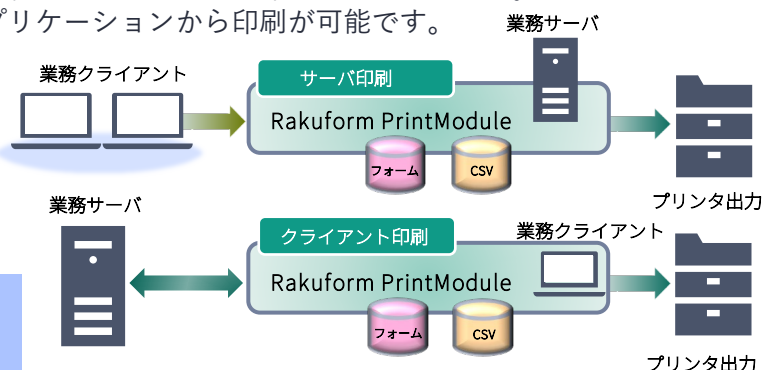 プリケーションから印刷が可能です。
業務サーバ
業務クライアント
サーバ印刷
Rakuform PrintModule
フォーム
CSV
プリンタ出力
業務サーバ
クライアント印刷
業務クライアント
Rakuform PrintModule
フォーム
CSV
プリンタ出力